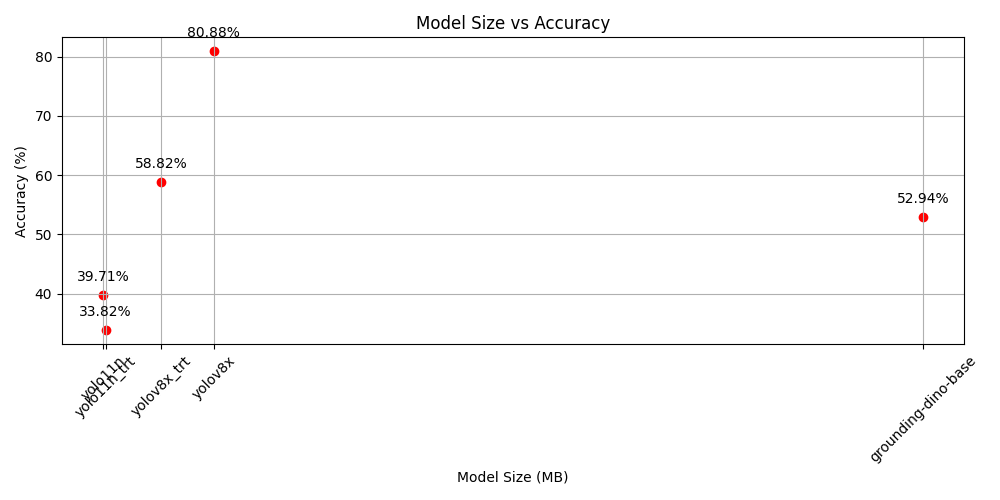 Model Size vs Accuracy
80.88%
58.82%
52.94%
39.71%
33.82%
Accuracy (%)
80
70
60
50
40
yolo11n
yolo11n_trt
yolov8x_trt
yolov8x
grounding-dino-base
Model Size (MB)